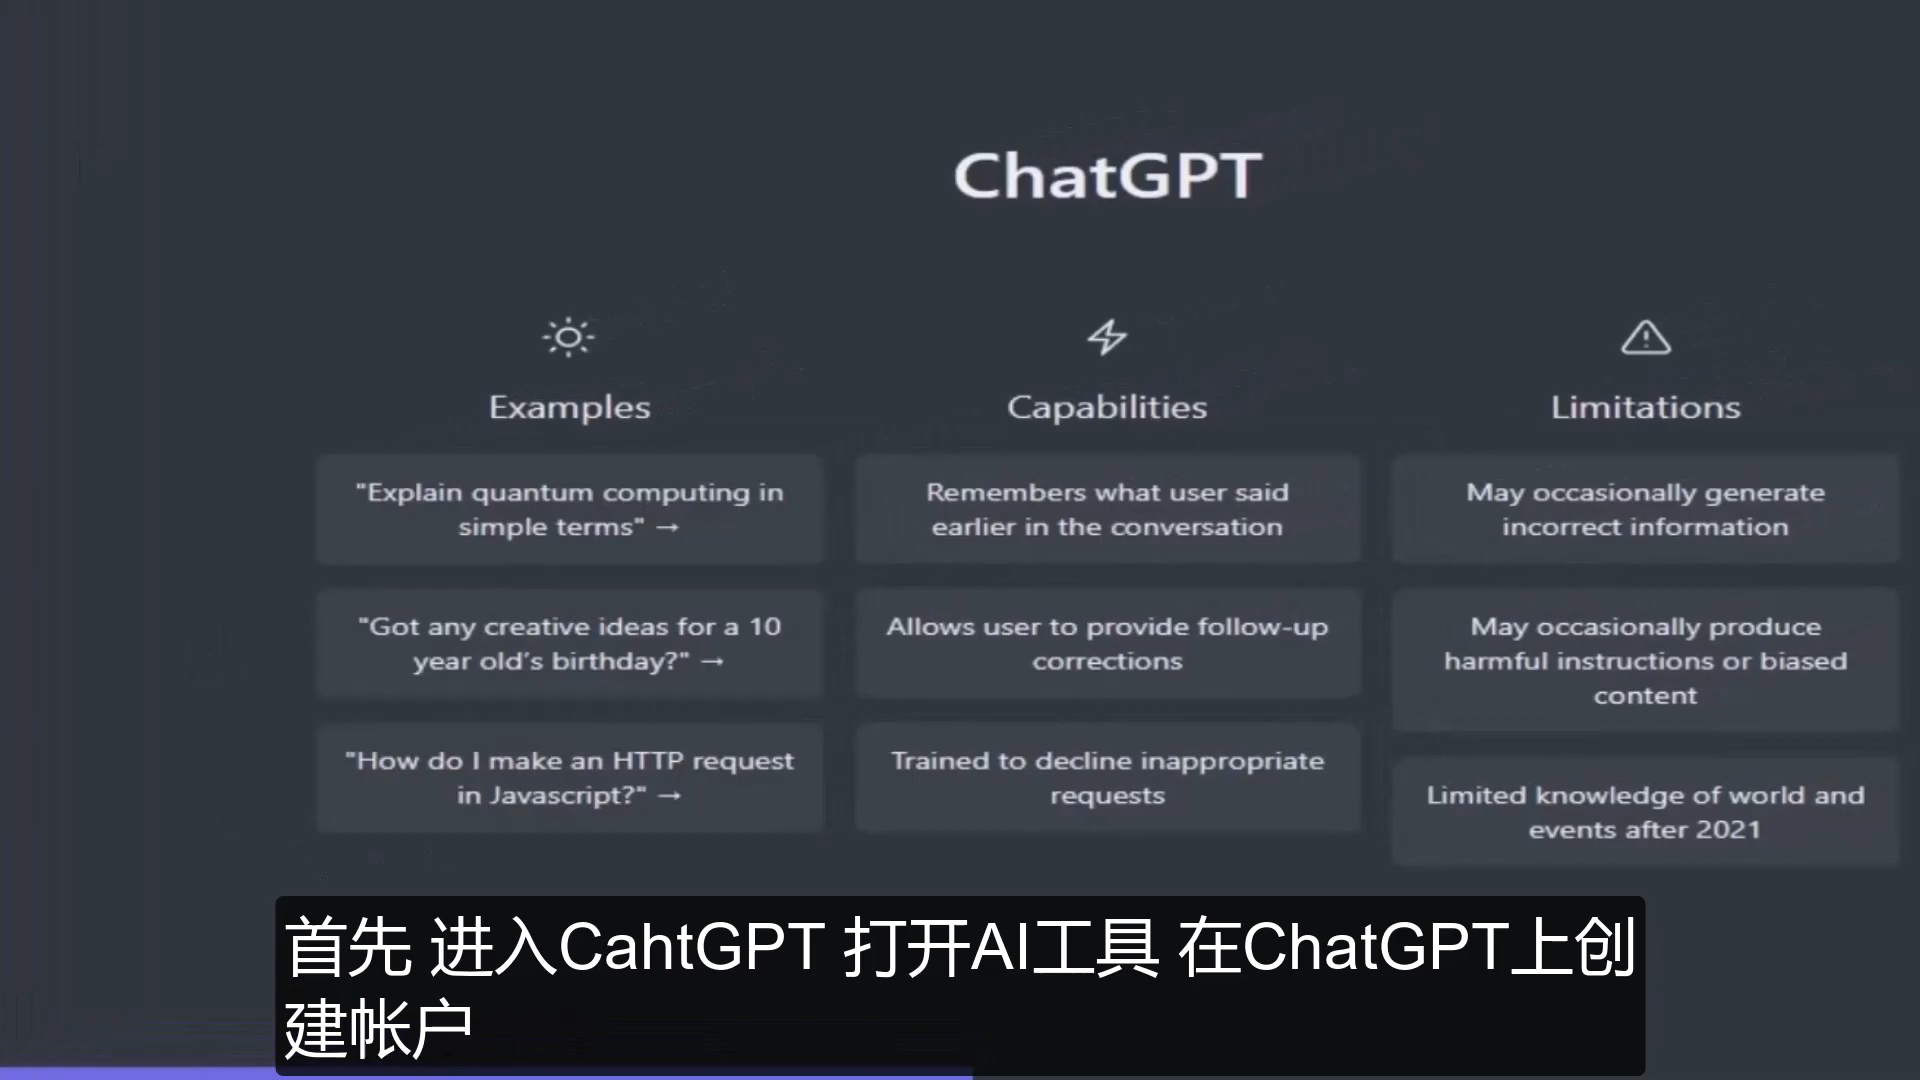 ChatGPT
Examples
"Explain quantum computing in
simple terms" →
"Got any creative ideas for a 10
year old's birthday?" →
"How do I make an HTTP request
in Javascript?" →
Capabilities
Remembers what user said
earlier in the conversation
Allows user to provide follow-up
corrections
Trained to decline inappropriate
requests
Limitations
May occasionally generate
incorrect information
May occasionally produce
harmful instructions or biased
content
Limited knowledge of world and
events after 2021
首先 进入CahtGPT 打开AI工具 在ChatGPT上创
建帐户